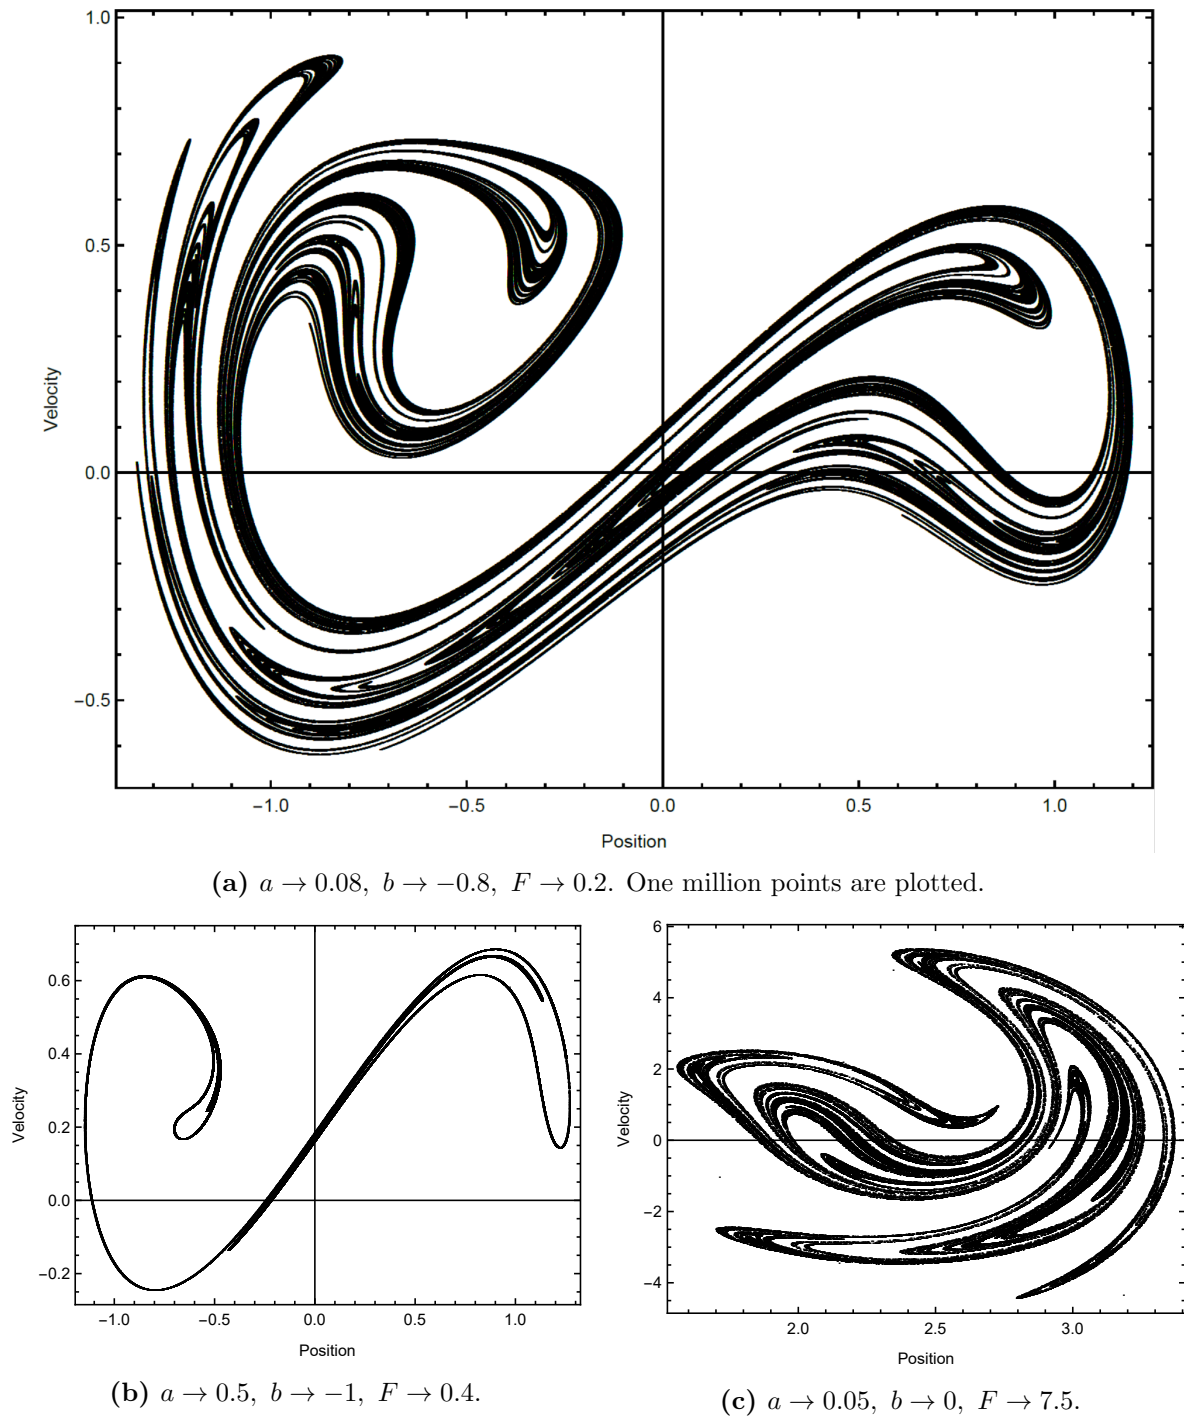 1.0
0.5
0.0
−0.5
Velocity
−1.0 −0.5 0.0 0.5 1.0
Position
(a) a → 0.08, b → −0.8, F → 0.2. One million points are plotted.
0.6
0.4
0.2
0.0
−0.2
Velocity
−1.0 −0.5 0.0 0.5 1.0
Position
(b) a → 0.5, b → −1, F → 0.4.
6
4
2
0
−2
−4
Velocity
2.0 2.5 3.0
Position
(c) a → 0.05, b → 0, F → 7.5.